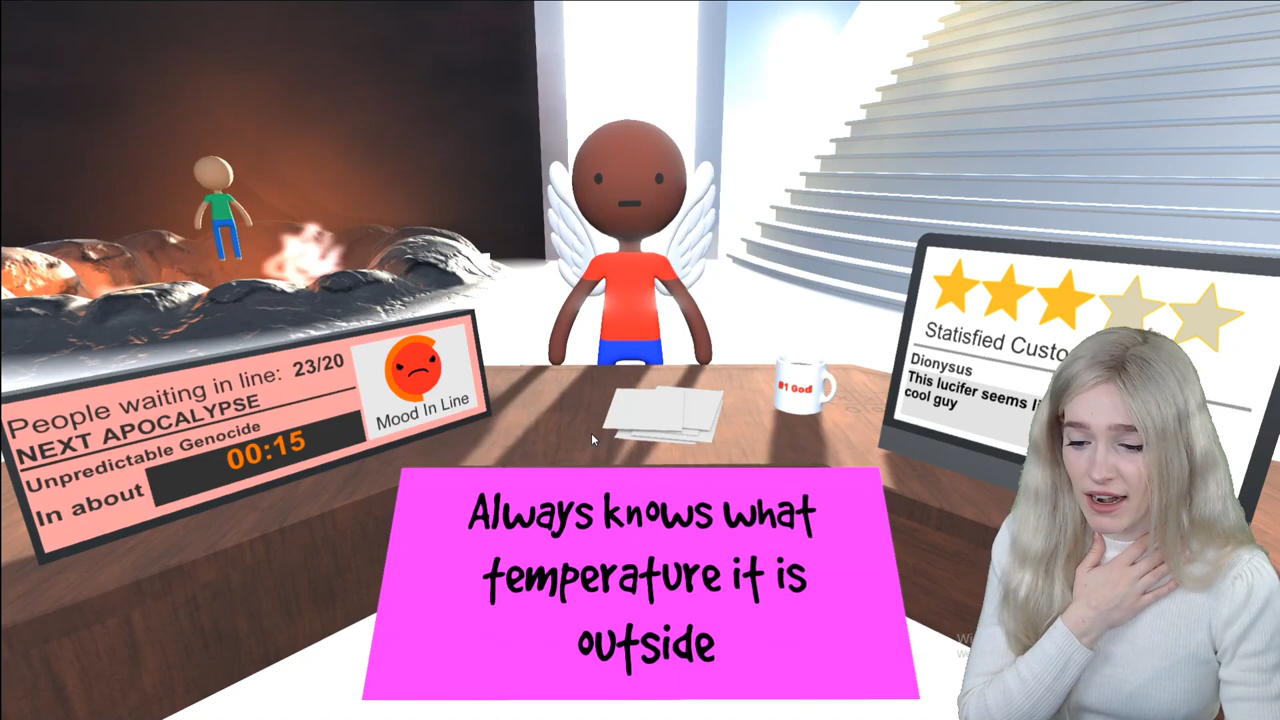 People waiting in line: 23/20
NEXT APOCALYPSE
Unpredictable Genocide
In about 00:15
Mood In Line
#1 God
Statisfied Custo
Dionysus
This lucifer seems
cool guy
Always knows what
temperature it is
outside